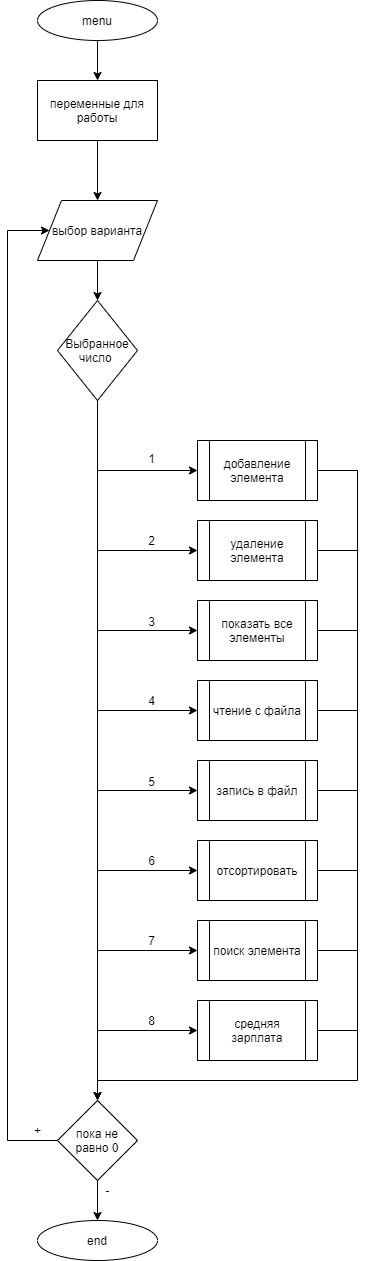 menu
переменные для
работы
выбор варианта
Выбранное
число
1
добавление
элемента
2
удаление
элемента
3
показать все
элементы
4
чтение с файла
5
запись в файл
6
отсортировать
7
поиск элемента
8
средняя
зарплата
+
пока не
равно 0
-
end